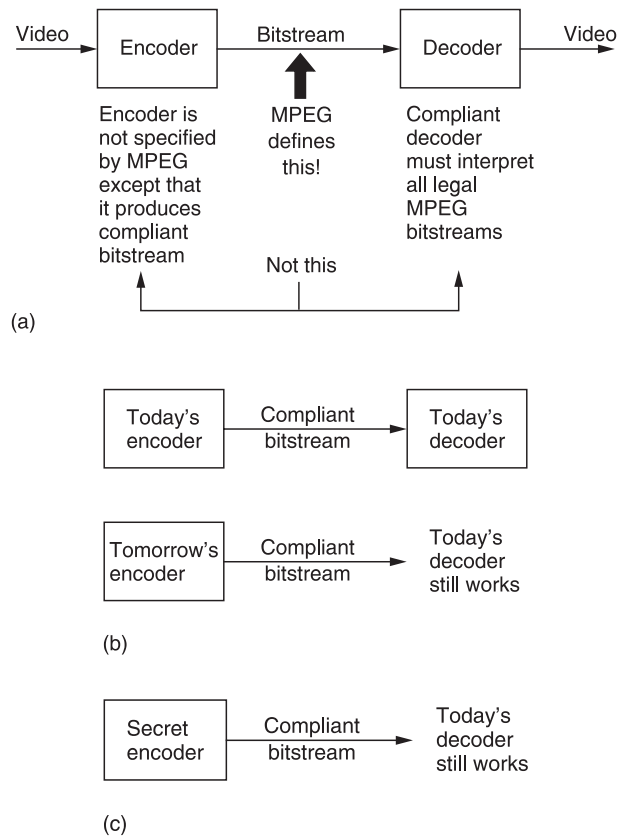 Video
Encoder
Bitstream
Decoder
Video
Encoder is
not specified
by MPEG
except that
it produces
compliant
bitstream
MPEG
defines
this!
Compliant
decoder
must interpret
all legal
MPEG
bitstreams
Not this
(a)
Today's
encoder
Compliant
bitstream
Today's
decoder
Tomorrow's
encoder
Compliant
bitstream
Today's
decoder
still works
(b)
Secret
encoder
Compliant
bitstream
Today's
decoder
still works
(c)